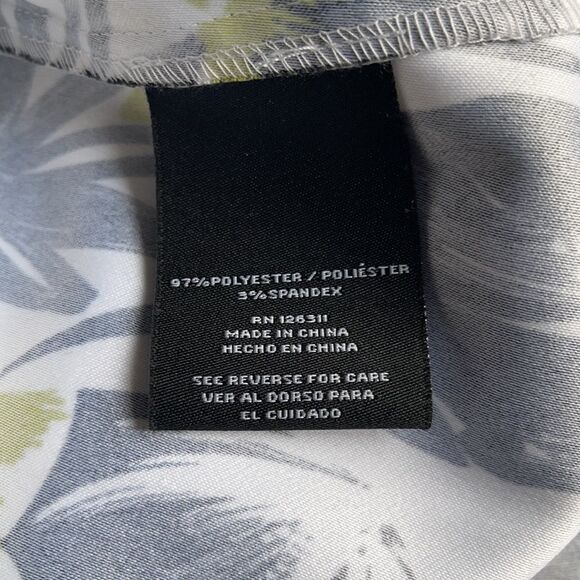 97%POLYESTER / POLIÉSTER
3%SPANDEX
RN 126311
MADE IN CHINA
HECHO EN CHINA
SEE REVERSE FOR CARE
VER AL DORSO PARA
EL CUIDADO